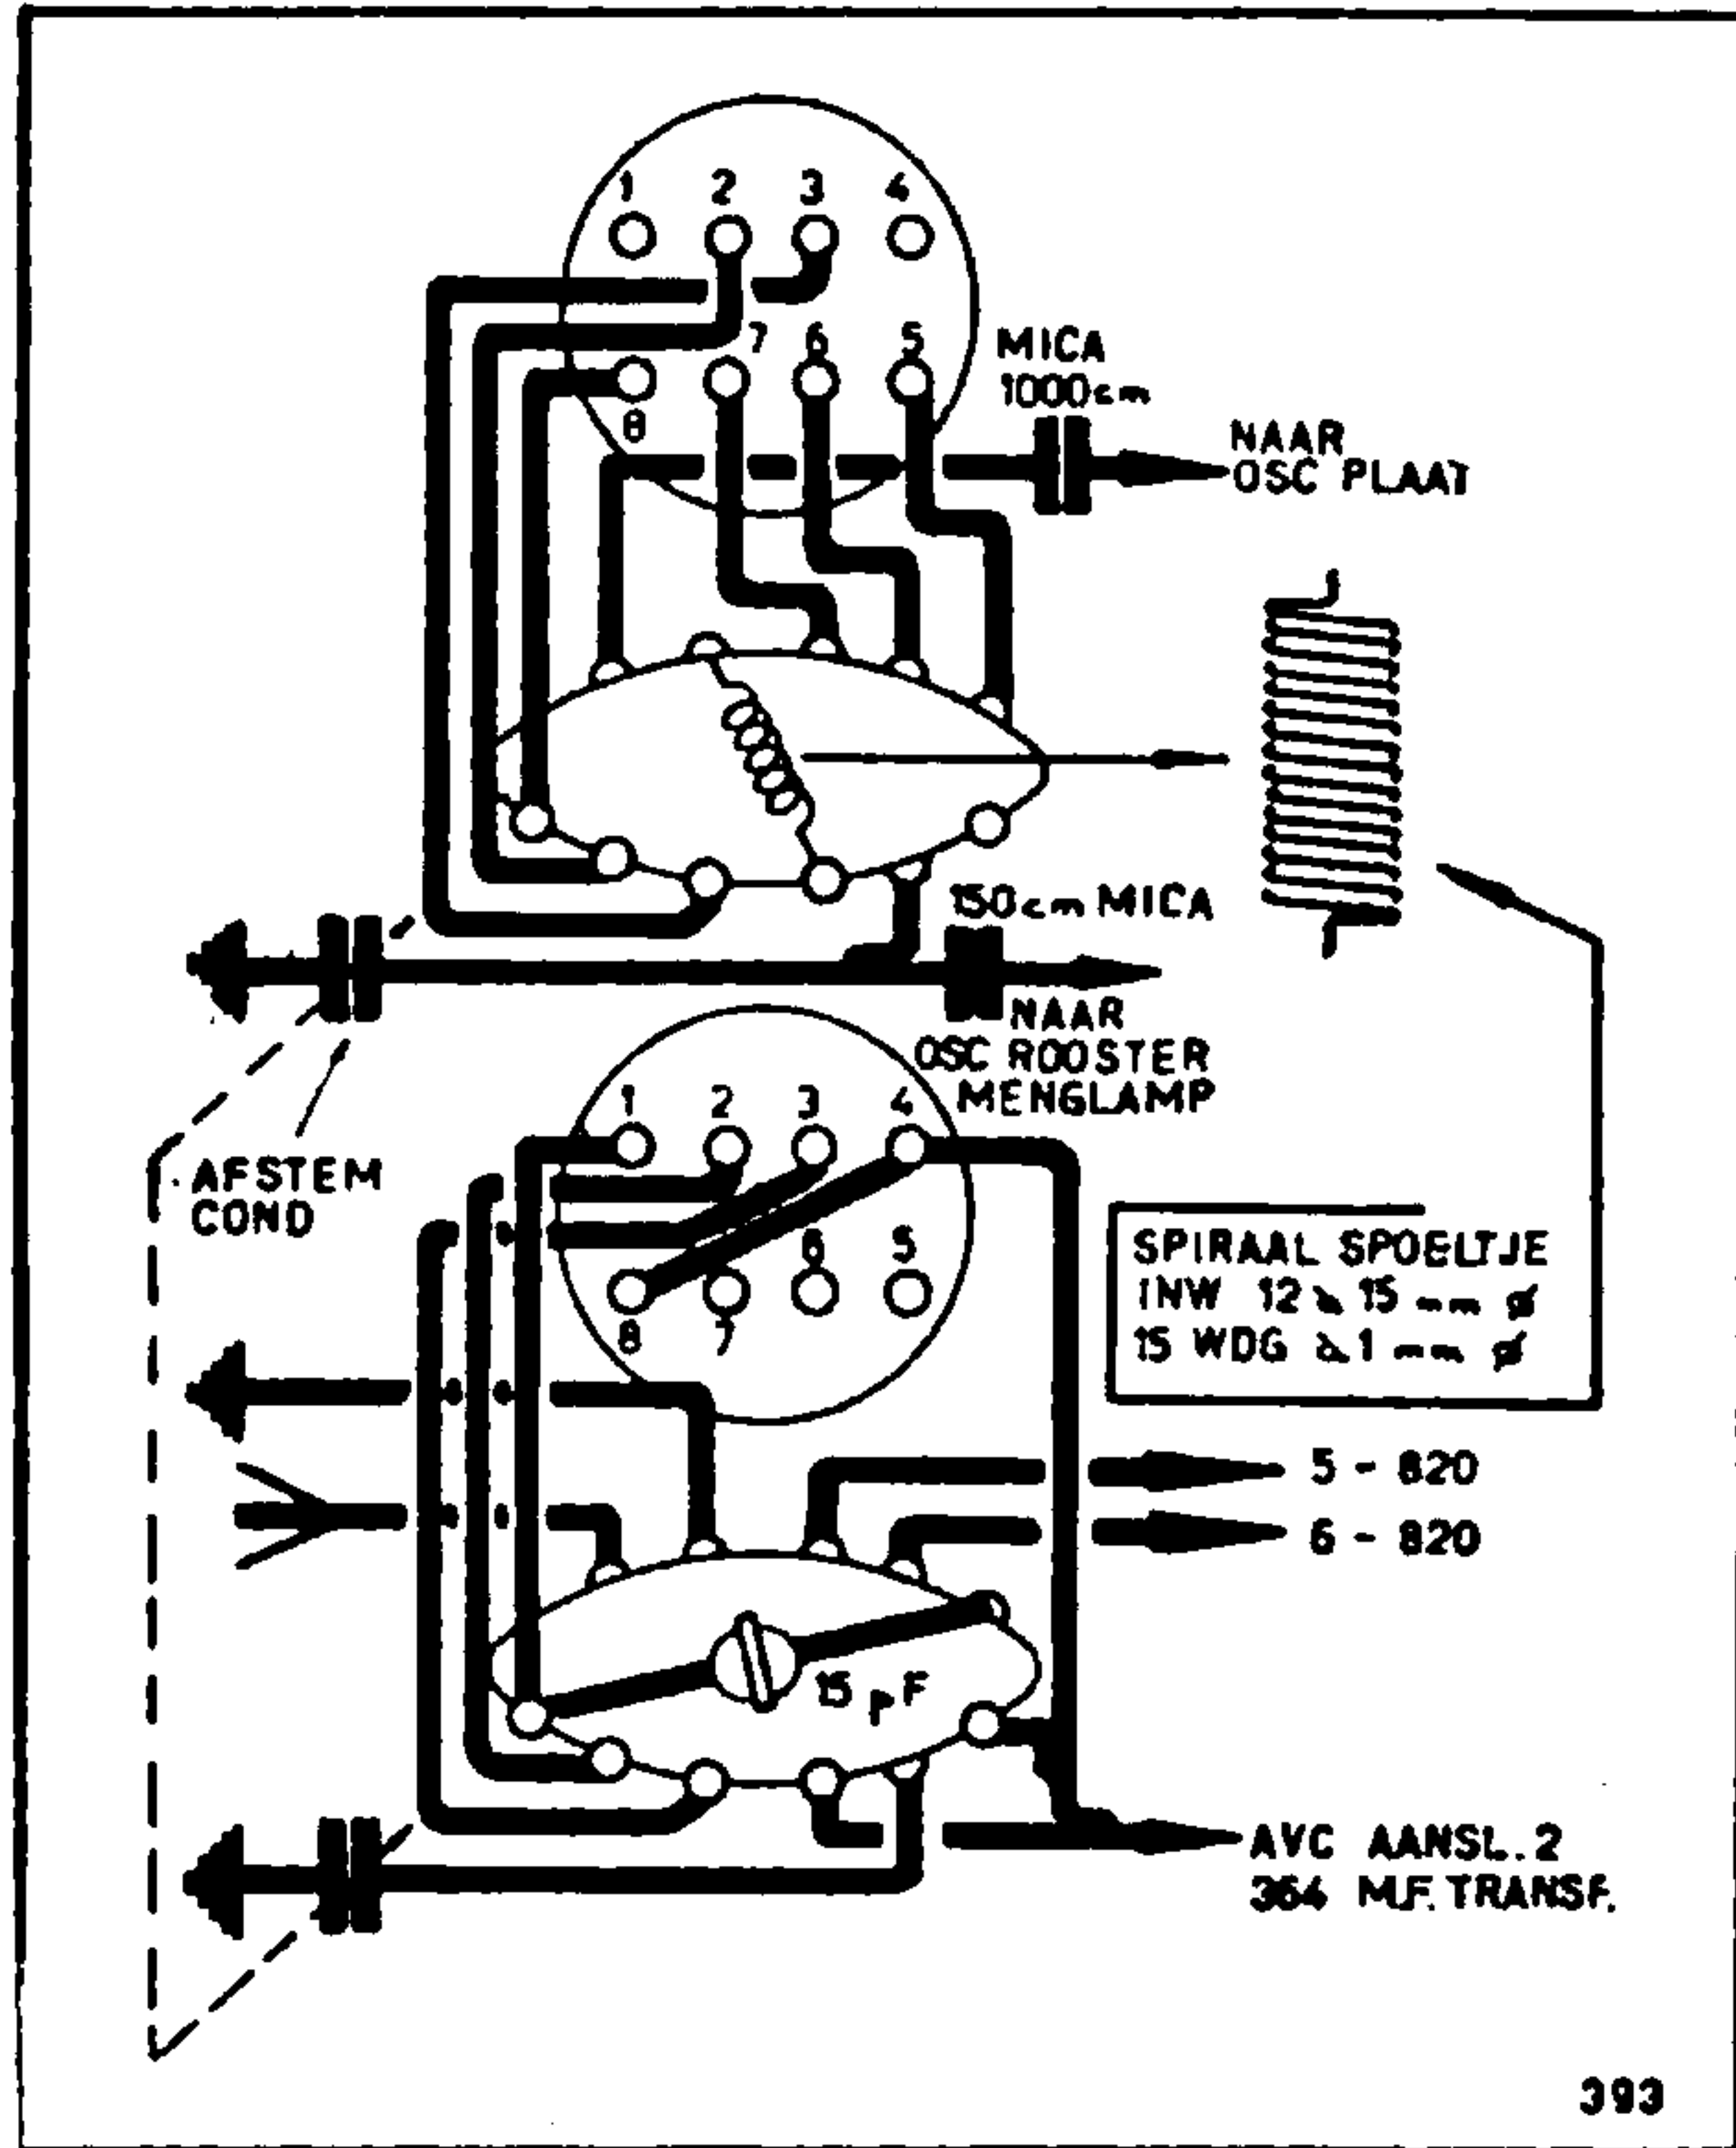 1 2 3 4
7 6 5
8
MICA
1000cm
NAAR
OSC PLAAT
150cm MICA
NAAR
OSC ROOSTER
MENGLAMP
AFSTEM
COND
1 2 3 4
6 5
8 7
SPIRAAL SPOELTJE
INW 12 à 15 mm ø
15 WDG à 1 mm ø
5 - 820
6 - 820
15 pF
AVC AANSL. 2
364 M.F. TRANSF.
393